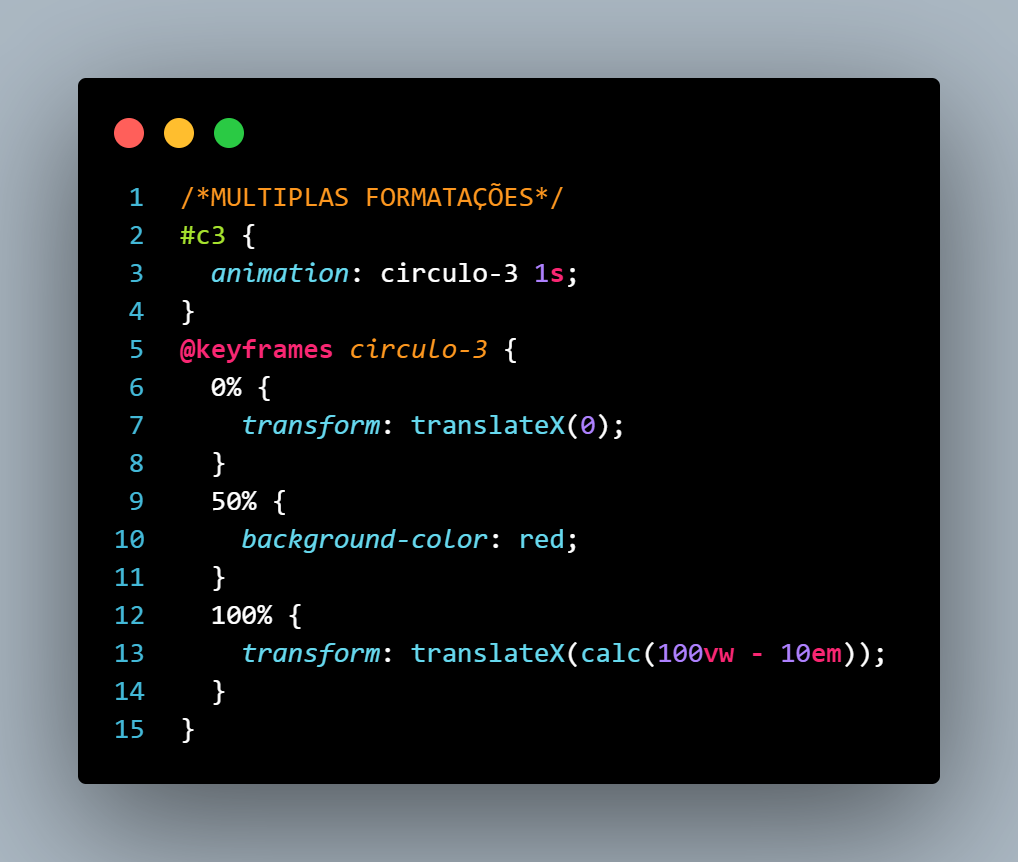 1 /*MULTIPLAS FORMATAÇÕES*/
2 #c3 {
3   animation: circulo-3 1s;
4 }
5 @keyframes circulo-3 {
6   0% {
7     transform: translateX(0);
8   }
9   50% {
10     background-color: red;
11   }
12   100% {
13     transform: translateX(calc(100vw - 10em));
14   }
15 }